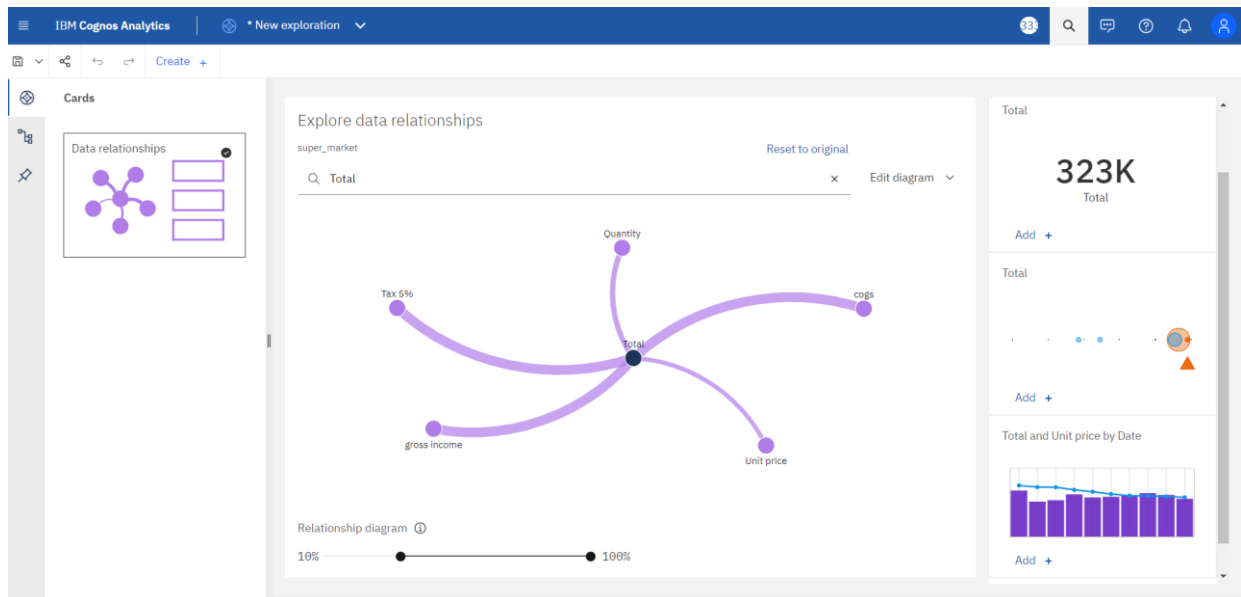 IBM Cognos Analytics
* New exploration
Create +
Cards
Data relationships
Explore data relationships
super_market
Reset to original
Total
Edit diagram
Quantity
Tax 5%
cogs
Total
gross income
Unit price
Relationship diagram
10%
100%
Total
323K
Total
Add +
Total
Add +
Total and Unit price by Date
Add +